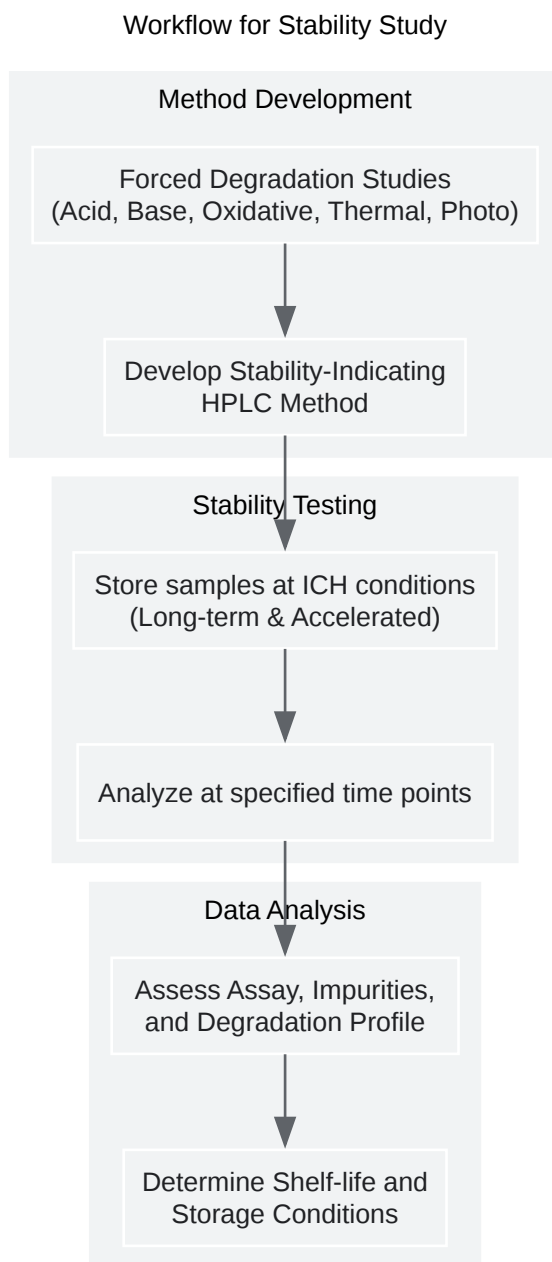 Workflow for Stability Study
Method Development
Forced Degradation Studies
(Acid, Base, Oxidative, Thermal, Photo)
Develop Stability-Indicating
HPLC Method
Stability Testing
Store samples at ICH conditions
(Long-term & Accelerated)
Analyze at specified time points
Data Analysis
Assess Assay, Impurities,
and Degradation Profile
Determine Shelf-life and
Storage Conditions